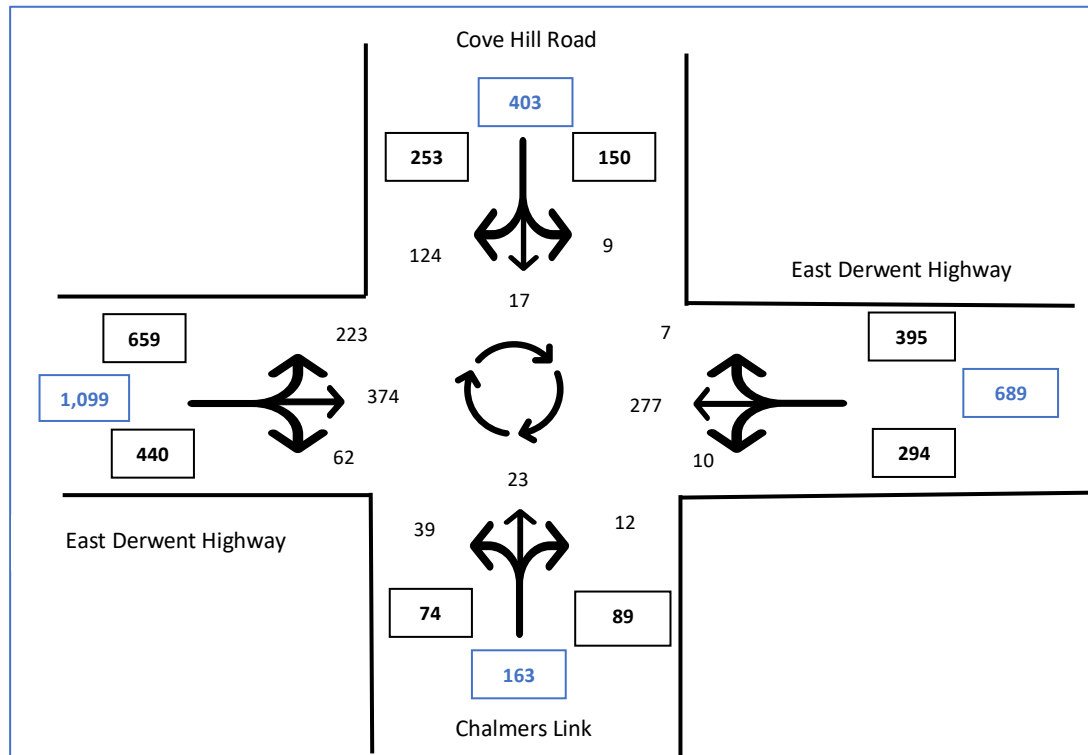 Cove Hill Road
403
253 150
124 9
17
East Derwent Highway
659 223 7 395
1,099 374 277 689
440 62 10 294
23
East Derwent Highway
39 12
74 89
163
Chalmers Link